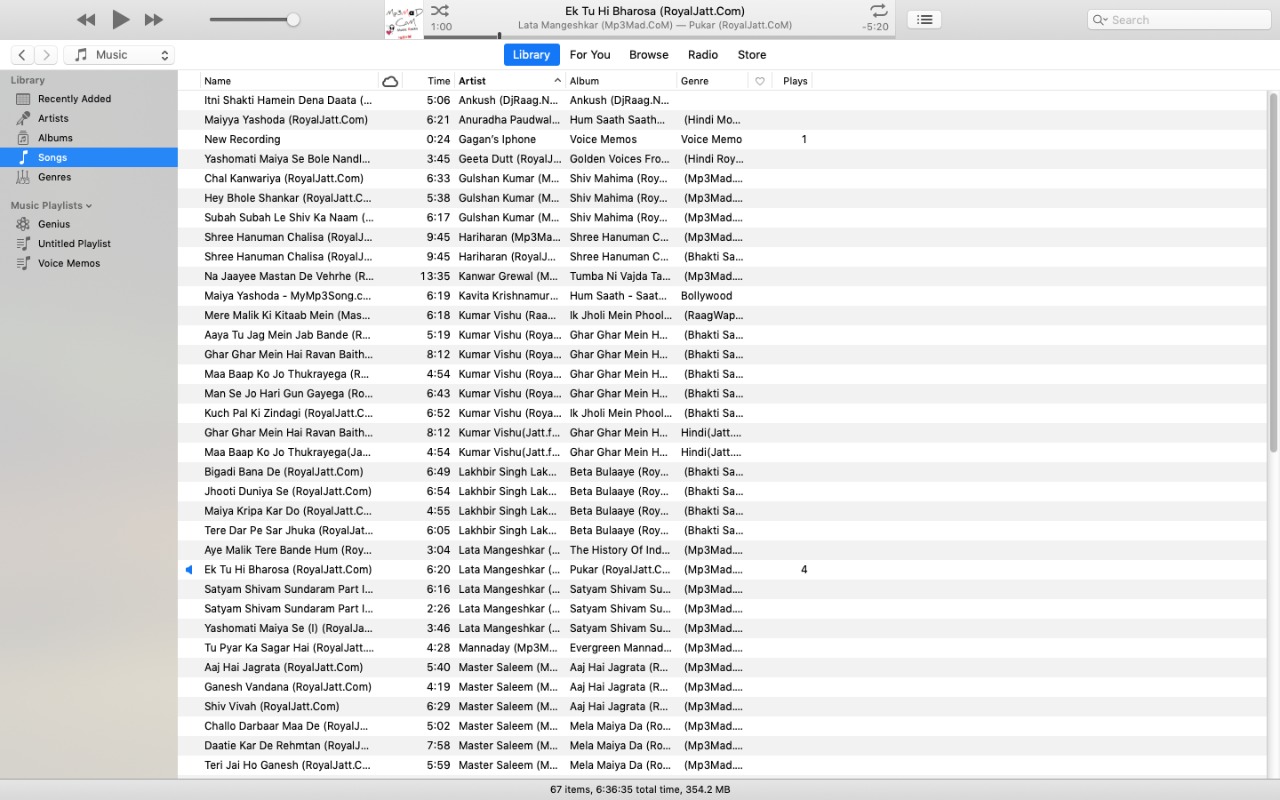 Ek Tu Hi Bharosa (RoyalJatt.Com)
1:00 Lata Mangeshkar (Mp3Mad.CoM) — Pukar (RoyalJatt.CoM) -5:20
Search
Music
Library For You Browse Radio Store
Library
Recently Added
Artists
Albums
Songs
Genres
Music Playlists
Genius
Untitled Playlist
Voice Memos
Name Time Artist Album Genre Plays
Itni Shakti Hamein Dena Daata (... 5:06 Ankush (DjRaag.N... Ankush (DjRaag.N...
Maiyya Yashoda (RoyalJatt.Com) 6:21 Anuradha Paudwal... Hum Saath Saath... (Hindi Mo...
New Recording 0:24 Gagan's Iphone Voice Memos Voice Memo 1
Yashomati Maiya Se Bole Nandl... 3:45 Geeta Dutt (RoyalJ... Golden Voices Fro... (Hindi Roy...
Chal Kanwariya (RoyalJatt.Com) 6:33 Gulshan Kumar (M... Shiv Mahima (Roy... (Mp3Mad....
Hey Bhole Shankar (RoyalJatt.C... 5:38 Gulshan Kumar (M... Shiv Mahima (Roy... (Mp3Mad....
Subah Subah Le Shiv Ka Naam (... 6:17 Gulshan Kumar (M... Shiv Mahima (Roy... (Mp3Mad....
Shree Hanuman Chalisa (RoyalJ... 9:45 Hariharan (Mp3Ma... Shree Hanuman C... (Mp3Mad....
Shree Hanuman Chalisa (RoyalJ... 9:45 Hariharan (RoyalJ... Shree Hanuman C... (Bhakti Sa...
Na Jaayee Mastan De Vehrhe (R... 13:35 Kanwar Grewal (M... Tumba Ni Vajda Ta... (Mp3Mad....
Maiya Yashoda - MyMp3Song.c... 6:19 Kavita Krishnamur... Hum Saath - Saat... Bollywood
Mere Malik Ki Kitaab Mein (Mas... 6:18 Kumar Vishu (Raa... Ik Jholi Mein Phool... (RaagWap...
Aaya Tu Jag Mein Jab Bande (R... 5:19 Kumar Vishu (Roya... Ghar Ghar Mein H... (Bhakti Sa...
Ghar Ghar Mein Hai Ravan Baith... 8:12 Kumar Vishu (Roya... Ghar Ghar Mein H... (Bhakti Sa...
Maa Baap Ko Jo Thukrayega (R... 4:54 Kumar Vishu (Roya... Ghar Ghar Mein H... (Bhakti Sa...
Man Se Jo Hari Gun Gayega (Ro... 6:43 Kumar Vishu (Roya... Ghar Ghar Mein H... (Bhakti Sa...
Kuch Pal Ki Zindagi (RoyalJatt.C... 6:52 Kumar Vishu (Roya... Ik Jholi Mein Phool... (Bhakti Sa...
Ghar Ghar Mein Hai Ravan Baith... 8:12 Kumar Vishu(Jatt.f... Ghar Ghar Mein H... Hindi(Jatt....
Maa Baap Ko Jo Thukrayega(Ja... 4:54 Kumar Vishu(Jatt.f... Ghar Ghar Mein H... Hindi(Jatt....
Bigadi Bana De (RoyalJatt.Com) 6:49 Lakhbir Singh Lak... Beta Bulaaye (Roy... (Bhakti Sa...
Jhooti Duniya Se (RoyalJatt.Com) 6:54 Lakhbir Singh Lak... Beta Bulaaye (Roy... (Bhakti Sa...
Maiya Kripa Kar Do (RoyalJatt.C... 4:55 Lakhbir Singh Lak... Beta Bulaaye (Roy... (Bhakti Sa...
Tere Dar Pe Sar Jhuka (RoyalJat... 6:05 Lakhbir Singh Lak... Beta Bulaaye (Roy... (Bhakti Sa...
Aye Malik Tere Bande Hum (Roy... 3:04 Lata Mangeshkar (... The History Of Ind... (Mp3Mad....
Ek Tu Hi Bharosa (RoyalJatt.Com) 6:20 Lata Mangeshkar (... Pukar (RoyalJatt.C... (Mp3Mad.... 4
Satyam Shivam Sundaram Part I... 6:16 Lata Mangeshkar (... Satyam Shivam Su... (Mp3Mad....
Satyam Shivam Sundaram Part I... 2:26 Lata Mangeshkar (... Satyam Shivam Su... (Mp3Mad....
Yashomati Maiya Se (I) (RoyalJa... 3:46 Lata Mangeshkar (... Satyam Shivam Su... (Mp3Mad....
Tu Pyar Ka Sagar Hai (RoyalJatt.... 4:28 Mannaday (Mp3M... Evergreen Mannad... (Mp3Mad....
Aaj Hai Jagrata (RoyalJatt.Com) 5:40 Master Saleem (M... Aaj Hai Jagrata (R... (Mp3Mad....
Ganesh Vandana (RoyalJatt.Com) 4:19 Master Saleem (M... Aaj Hai Jagrata (R... (Mp3Mad....
Shiv Vivah (RoyalJatt.Com) 6:29 Master Saleem (M... Aaj Hai Jagrata (R... (Mp3Mad....
Challo Darbaar Maa De (RoyalJ... 5:02 Master Saleem (M... Mela Maiya Da (Ro... (Mp3Mad....
Daatie Kar De Rehmtan (RoyalJ... 7:58 Master Saleem (M... Mela Maiya Da (Ro... (Mp3Mad....
Teri Jai Ho Ganesh (RoyalJatt.C... 5:59 Master Saleem (M... Mela Maiya Da (Ro... (Mp3Mad....
67 items, 6:36:35 total time, 354.2 MB